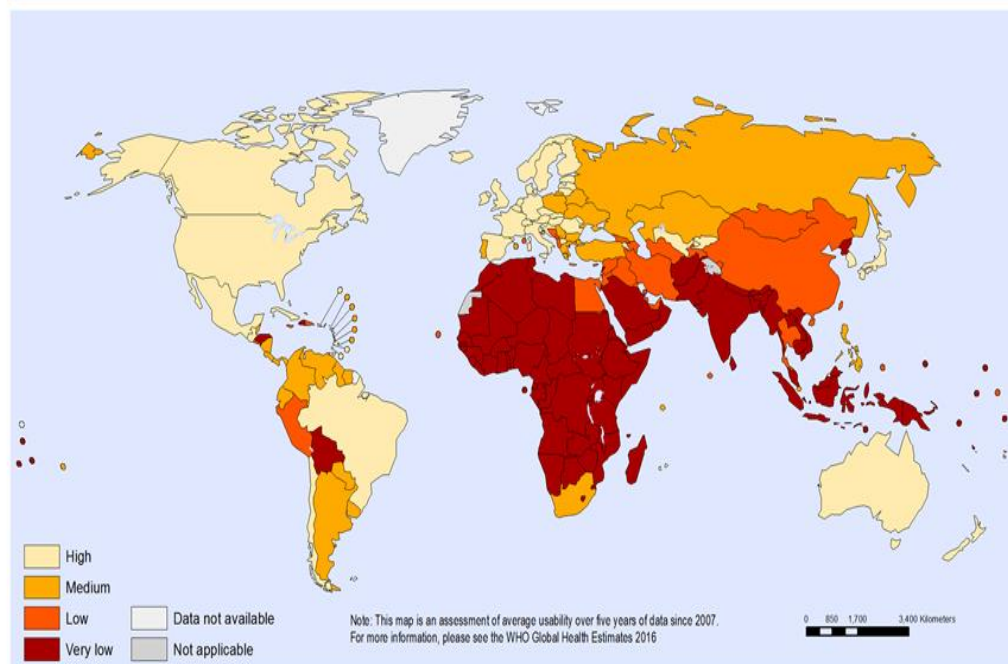 High
Medium
Low
Very low
Data not available
Not applicable
Note: This map is an assessment of average usability over five years of data since 2007.
For more information, please see the WHO Global Health Estimates 2016
0 850 1,700 3,400 Kilometers